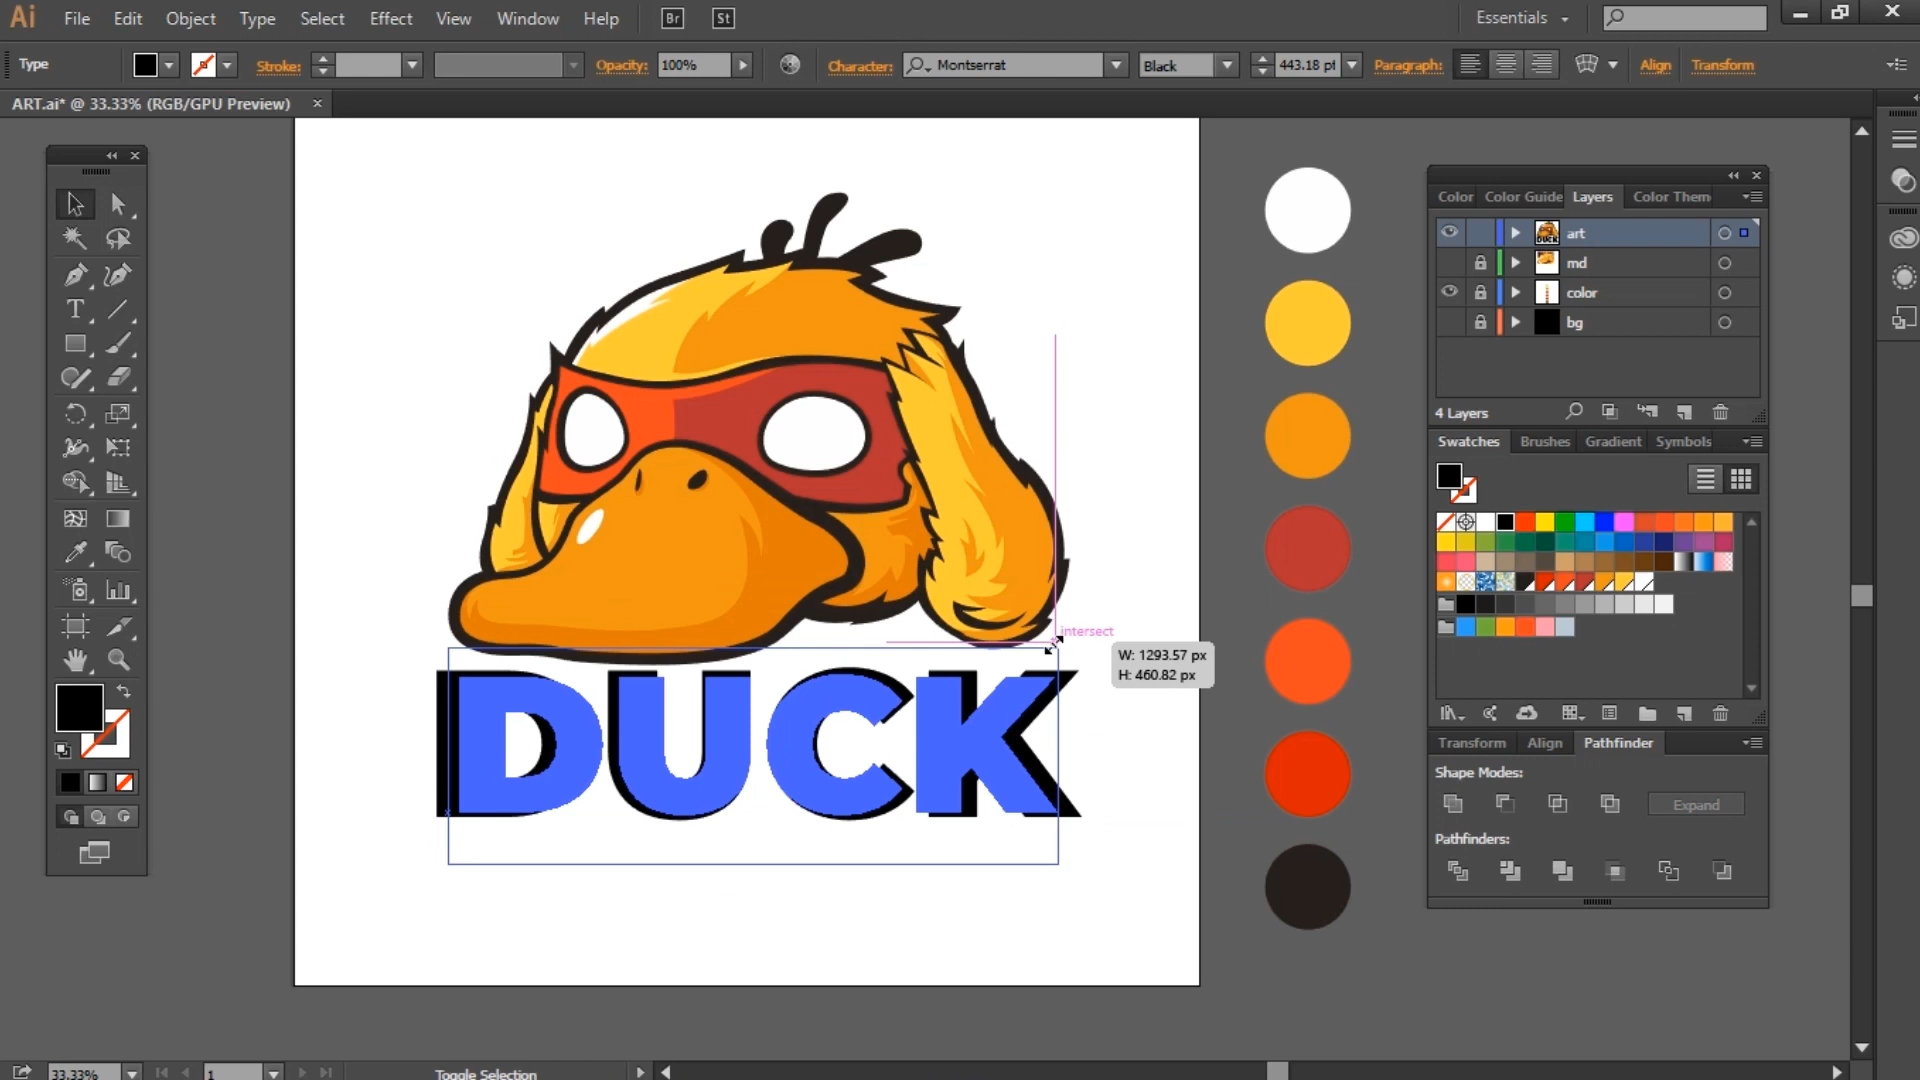 Ai File Edit Object Type Select Effect View Window Help Br St Essentials
Type Stroke: Opacity: 100% Character: Montserrat Black 443.18 pt Paragraph: Align Transform
ART.ai* @ 33.33% (RGB/GPU Preview)
Color Color Guide Layers Color Them
art
md
color
bg
4 Layers
Swatches Brushes Gradient Symbols
intersect
W: 1293.57 px
H: 460.82 px
DUCK
Transform Align Pathfinder
Shape Modes:
Expand
Pathfinders:
33.33% 1 Toggle Selection